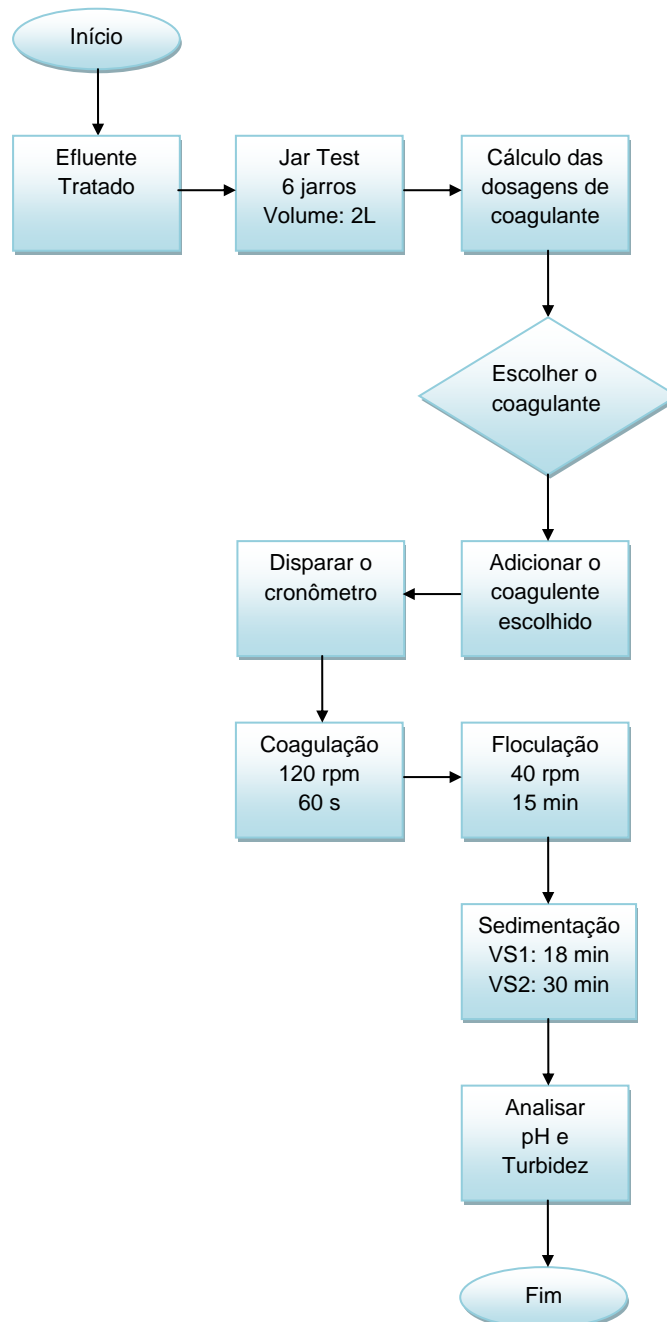 Início
Efluente
Tratado
Jar Test
6 jarros
Volume: 2L
Cálculo das
dosagens de
coagulante
Escolher o
coagulante
Adicionar o
coagulente
escolhido
Disparar o
cronômetro
Coagulação
120 rpm
60 s
Floculação
40 rpm
15 min
Sedimentação
VS1: 18 min
VS2: 30 min
Analisar
pH e
Turbidez
Fim